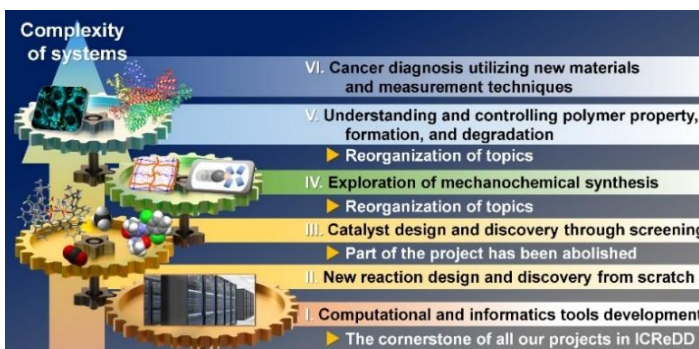 Complexity
of systems
VI. Cancer diagnosis utilizing new materials
and measurement techniques
V. Understanding and controlling polymer property,
formation, and degradation
▶ Reorganization of topics
IV. Exploration of mechanochemical synthesis
▶ Reorganization of topics
III. Catalyst design and discovery through screening
▶ Part of the project has been abolished
II. New reaction design and discovery from scratch
I. Computational and informatics tools development
▶ The cornerstone of all our projects in ICReDD